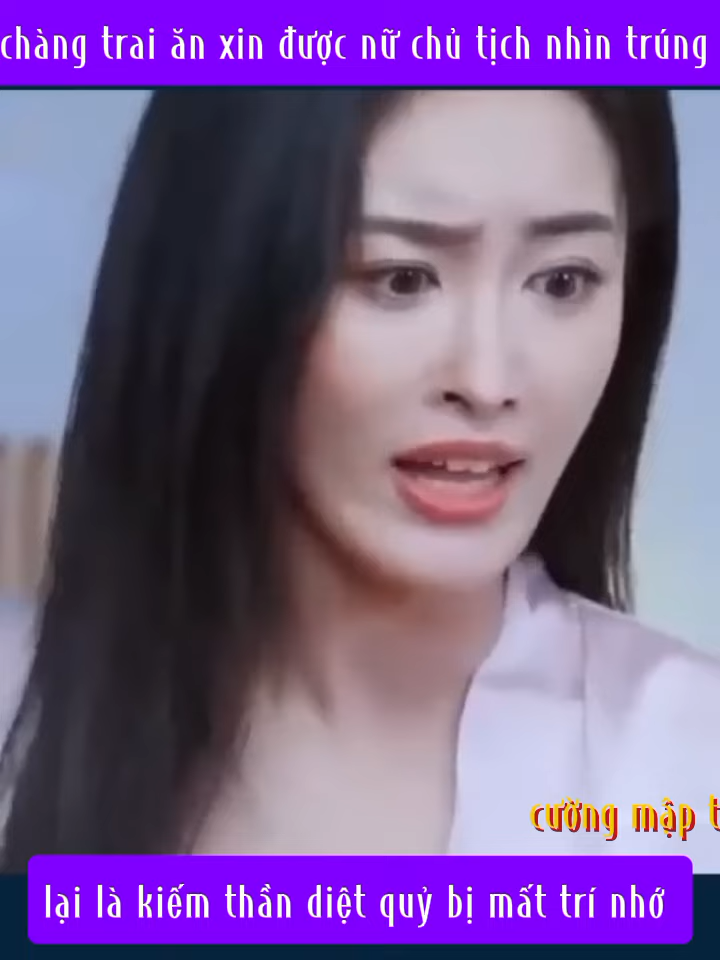 chàng trai ăn xin được nữ chủ tịch nhìn trúng
cường mập
lại là kiếm thần diệt quỷ bị mất trí nhớ